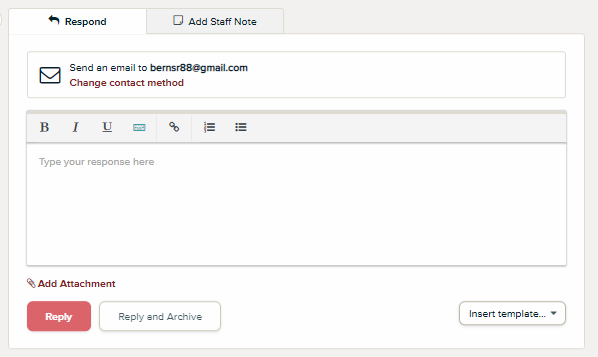 Respond
Add Staff Note
Send an email to bernsr88@gmail.com
Change contact method
B I U
Type your response here
Add Attachment
Reply
Reply and Archive
Insert template...